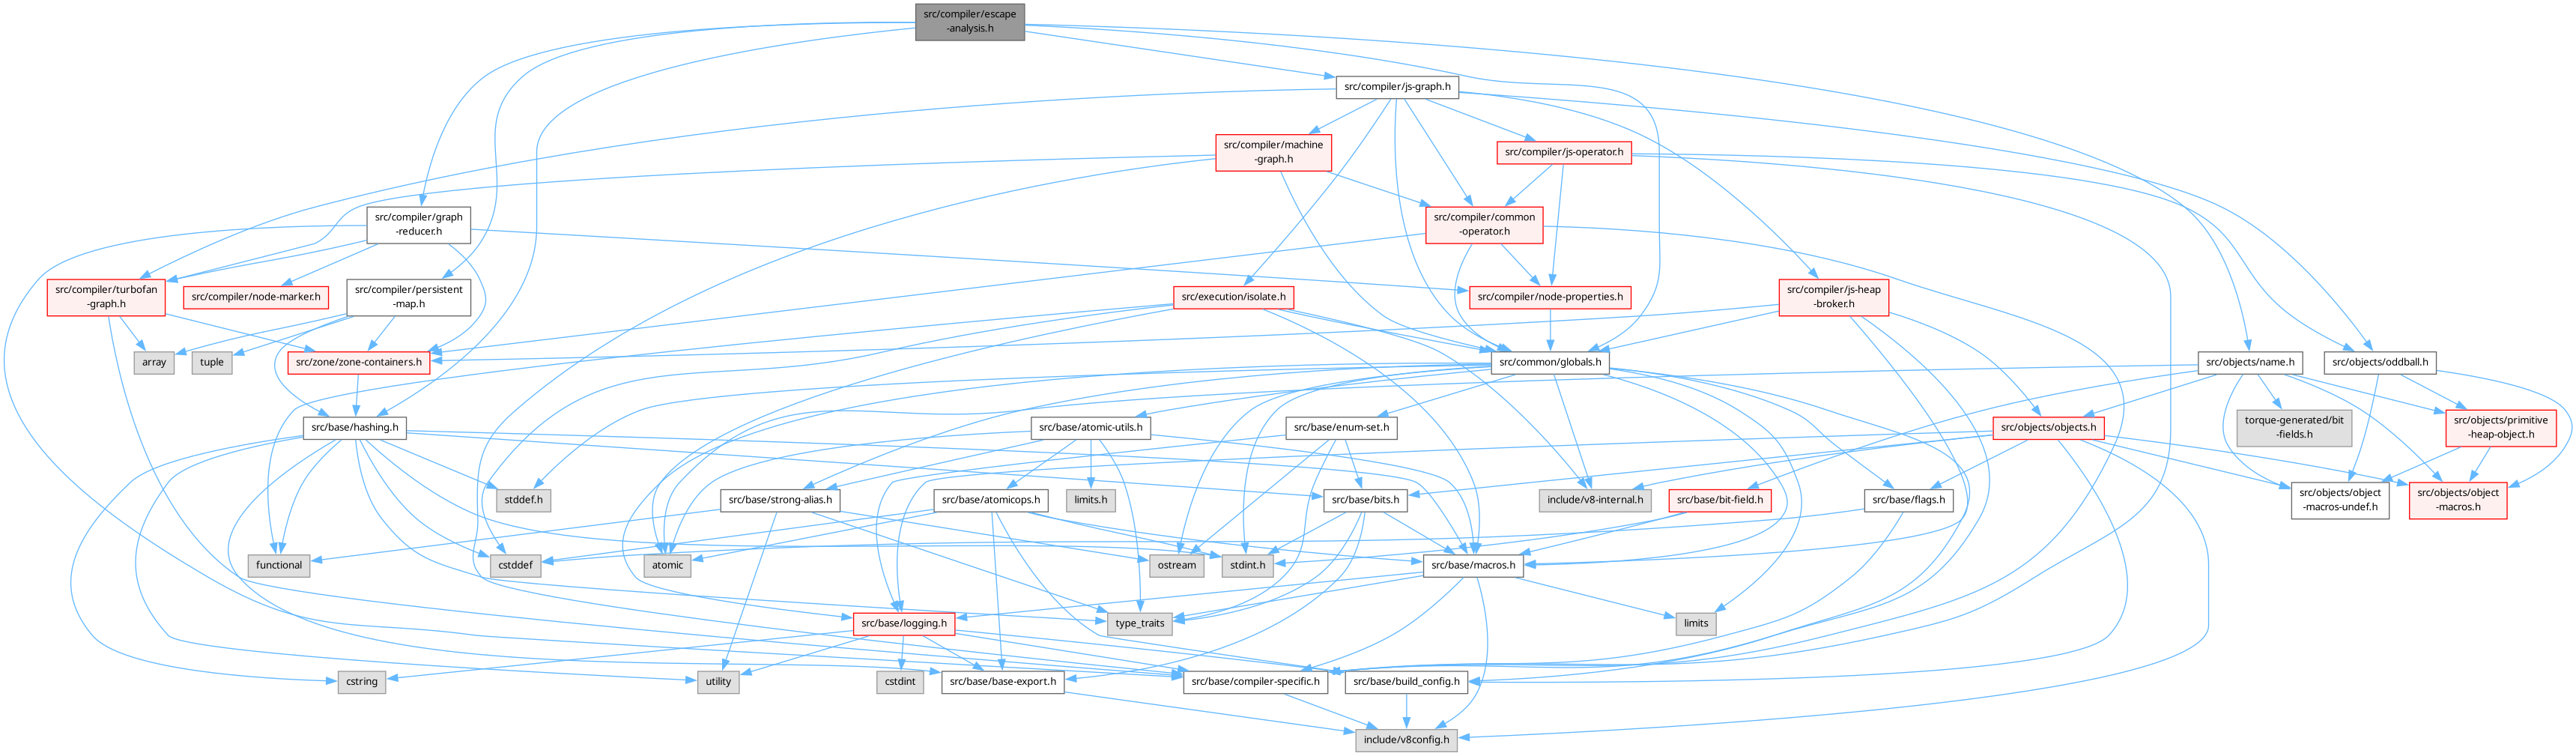 src/compiler/escape
-analysis.h
src/compiler/js-graph.h
src/compiler/machine
-graph.h
src/compiler/js-operator.h
src/compiler/graph
-reducer.h
src/compiler/common
-operator.h
src/compiler/turbofan
-graph.h
src/compiler/node-marker.h
src/compiler/persistent
-map.h
src/execution/isolate.h
src/compiler/node-properties.h
src/compiler/js-heap
-broker.h
array
tuple
src/zone/zone-containers.h
src/common/globals.h
src/objects/name.h
src/objects/oddball.h
src/base/hashing.h
src/base/atomic-utils.h
src/base/enum-set.h
torque-generated/bit
-fields.h
src/objects/objects.h
src/objects/primitive
-heap-object.h
stddef.h
src/base/strong-alias.h
src/base/atomicops.h
limits.h
src/base/bits.h
include/v8-internal.h
src/base/bit-field.h
src/base/flags.h
src/objects/object
-macros-undef.h
src/objects/object
-macros.h
functional
cstddef
atomic
ostream
stdint.h
src/base/macros.h
src/base/logging.h
type_traits
limits
cstring
utility
cstdint
src/base/base-export.h
src/base/compiler-specific.h
src/base/build_config.h
include/v8config.h